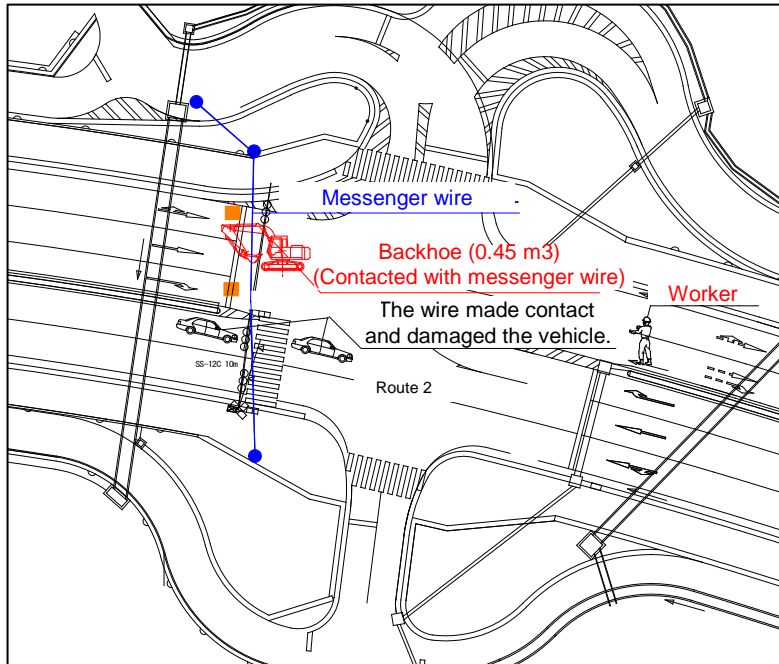 Messenger wire
Backhoe (0.45 m3)
(Contacted with messenger wire)
Worker
The wire made contact
and damaged the vehicle.
SS-12C 10m
Route 2